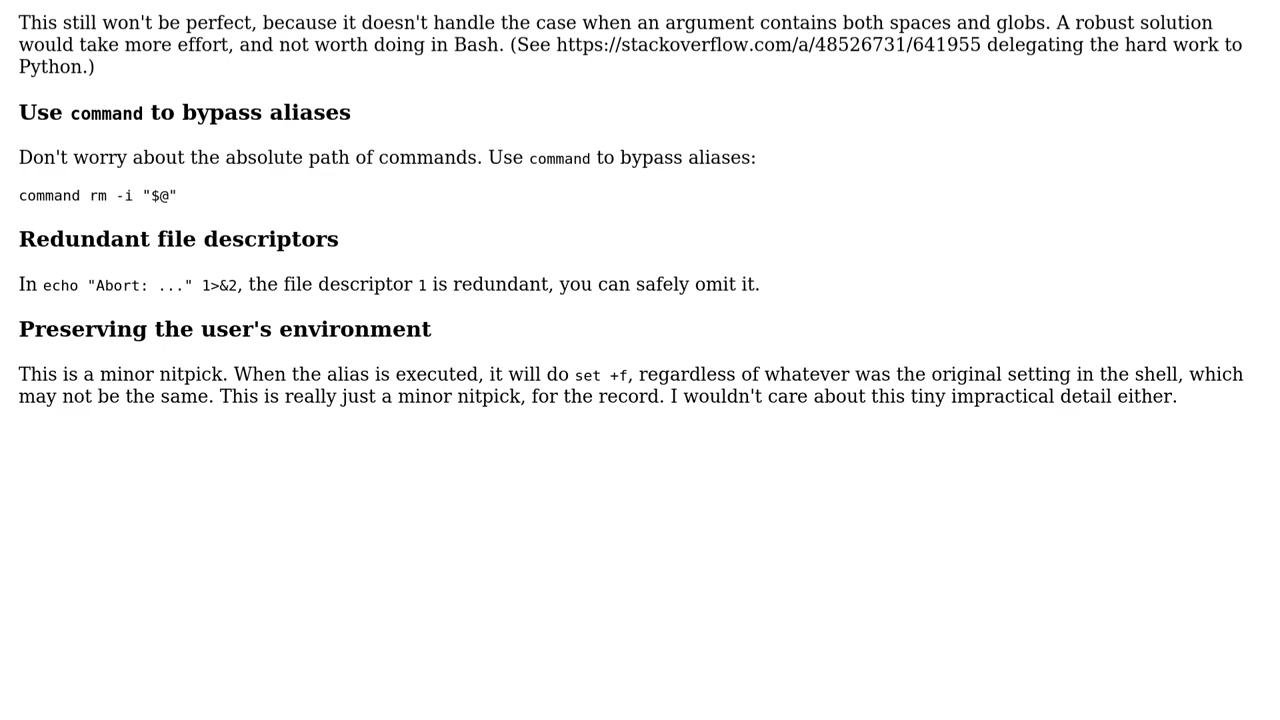 This still won't be perfect, because it doesn't handle the case when an argument contains both spaces and globs. A robust solution
would take more effort, and not worth doing in Bash. (See https://stackoverflow.com/a/48526731/641955 delegating the hard work to
Python.)
Use command to bypass aliases
Don't worry about the absolute path of commands. Use command to bypass aliases:
command rm -i "$@"
Redundant file descriptors
In echo "Abort: ..." 1>&2, the file descriptor 1 is redundant, you can safely omit it.
Preserving the user's environment
This is a minor nitpick. When the alias is executed, it will do set +f, regardless of whatever was the original setting in the shell, which
may not be the same. This is really just a minor nitpick, for the record. I wouldn't care about this tiny impractical detail either.